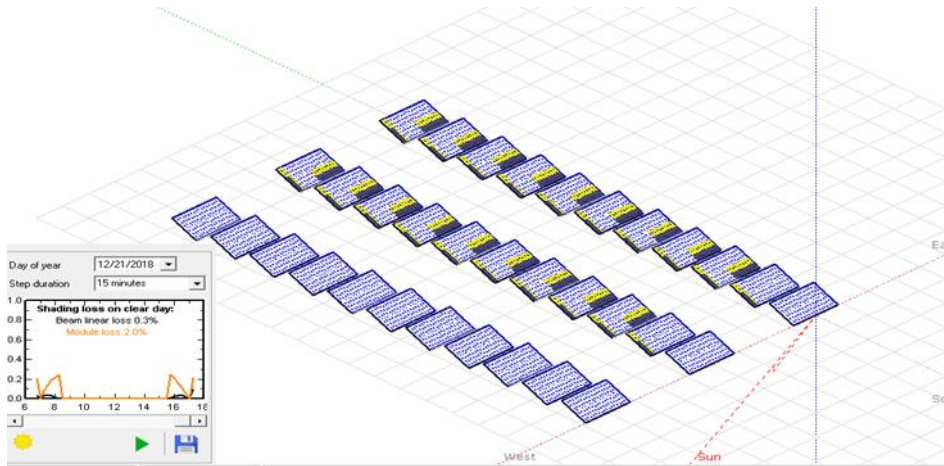 Ea
So
West
Sun
Day of year 12/21/2018
Step duration 15 minutes
1.0
Shading loss on clear day:
0.8
Beam linear loss 0.3%
Module loss 2.0%
0.6
0.4
0.2
0.0
6 8 10 12 14 16 18